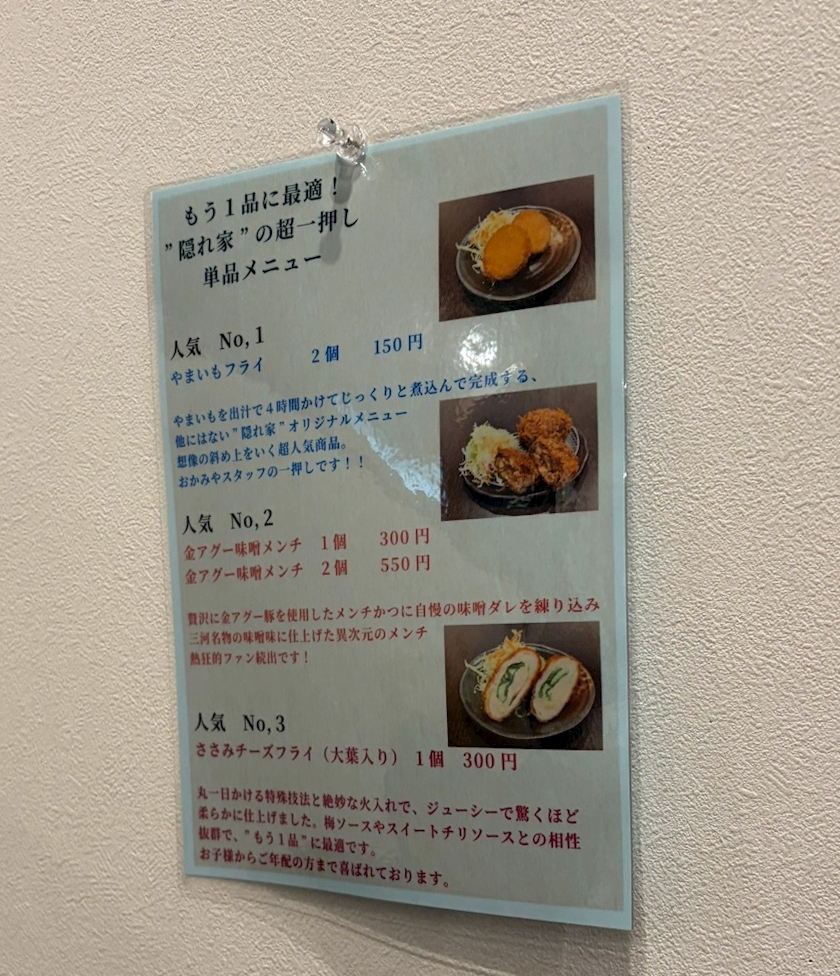 もう１品に最適！
”隠れ家”の超一押し
単品メニュー
人気　No,１
やまいもフライ　２個　150円
やまいもを出汁で４時間かけてじっくりと煮込んで完成する、
他にはない”隠れ家”オリジナルメニュー
想像の斜め上をいく超人気商品。
おかみやスタッフの一押しです！！
人気　No,２
金アグー味噌メンチ　１個　300円
金アグー味噌メンチ　２個　550円
贅沢に金アグー豚を使用したメンチかつに自慢の味噌ダレを練り込み
三河名物の味噌味に仕上げた異次元のメンチ
熱狂的ファン続出です！
人気　No,３
ささみチーズフライ（大葉入り）　１個　300円
丸一日かける特殊技法と絶妙な火入れで、ジューシーで驚くほど
柔らかに仕上げました。梅ソースやスイートチリソースとの相性
抜群で、”もう１品”に最適です。
お子様からご年配の方まで喜ばれております。